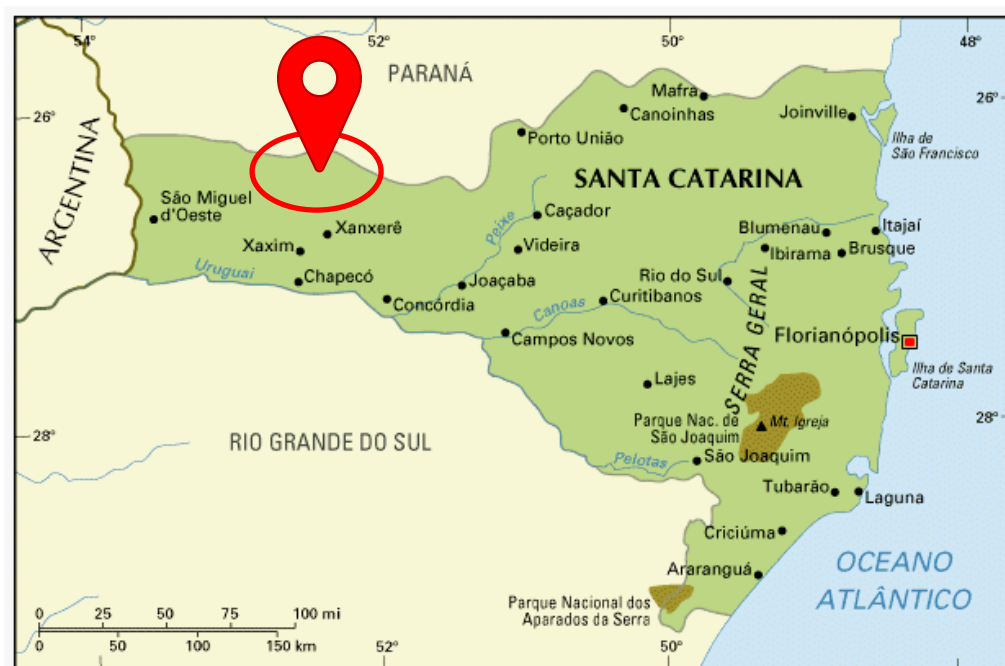 54°
52°
50°
48°
PARANÁ
26°
26°
Mafra
Canoinhas
Joinville
Porto União
Ilha de
São Francisco
ARGENTINA
SANTA CATARINA
São Miguel
d'Oeste
Caçador
Xanxerê
Peixe
Blumenau
Itajaí
Xaxim
Videira
Ibirama
Brusque
Uruguai
Chapecó
Joaçaba
Rio do Sul
Concórdia
Canoas
Curitibanos
SERRA GERAL
Campos Novos
Florianópolis
Ilha de Santa
Catarina
Lajes
Parque Nac. de
São Joaquim
Mt. Igreja
28°
28°
RIO GRANDE DO SUL
Pelotas
São Joaquim
Tubarão
Laguna
Criciúma
Araranguá
OCEANO
ATLÂNTICO
Parque Nacional dos
Aparados da Serra
0 25 50 75 100 mi
0 50 100 150 km
52°
50°